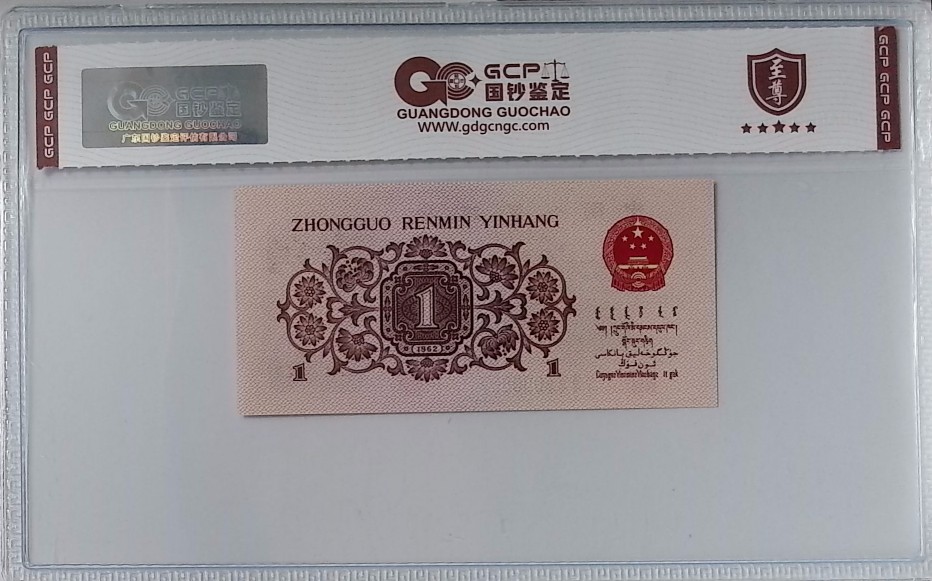 GCP GCP GCP
GCP
国钞鉴定
GUANGDONG GUOCHAO
广东国钞鉴定评估有限公司
GCP
国钞鉴定
GUANGDONG GUOCHAO
WWW.gdgcngc.com
至尊
GCP GCP GCP
ZHONGGUO RENMIN YINHANG
1
(1962)
1
1